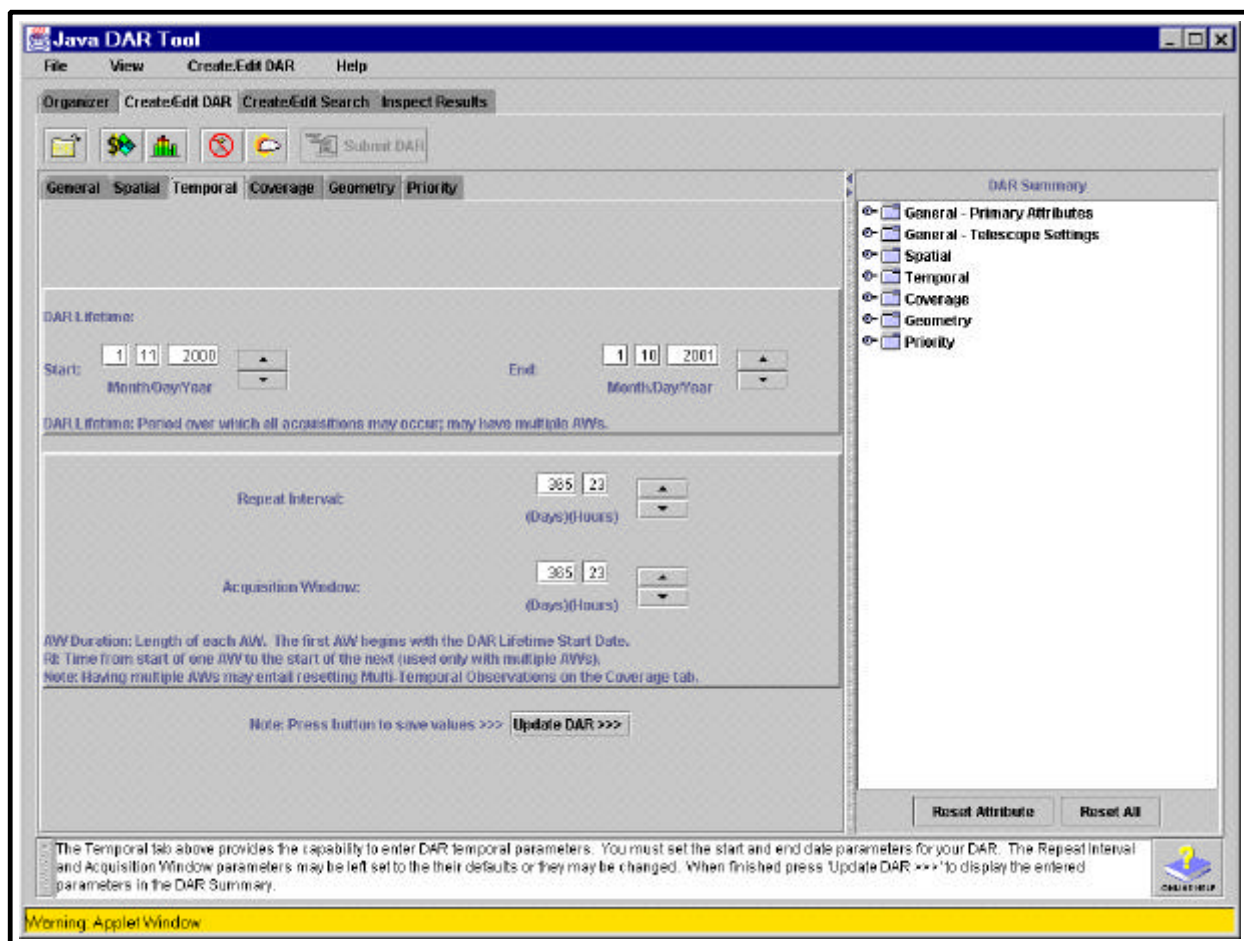 Java DAR Tool
File View Create/Edit DAR Help
Organizer Create/Edit DAR Create/Edit Search Inspect Results
Submit DAR
General Spatial Temporal Coverage Geometry Priority
DAR Lifetime:
Start: 1 11 2000
Month/Day/Year
End: 1 10 2001
Month/Day/Year
DAR Lifetime: Period over which all acquisitions may occur; may have multiple AWs.
Repeat Interval: 365 23
(Days)(Hours)
Acquisition Window: 365 23
(Days)(Hours)
AW Duration: Length of each AW. The first AW begins with the DAR Lifetime Start Date.
RI: Time from start of one AW to the start of the next (used only with multiple AWs).
Note: Having multiple AWs may entail resetting Multi-Temporal Observations on the Coverage tab.
Note: Press button to save values >>> Update DAR >>>
DAR Summary
General - Primary Attributes
General - Telescope Settings
Spatial
Temporal
Coverage
Geometry
Priority
Reset Attribute Reset All
The Temporal tab above provides the capability to enter DAR temporal parameters. You must set the start and end date parameters for your DAR. The Repeat Interval
and Acquisition Window parameters may be left set to the their defaults or they may be changed. When finished press 'Update DAR >>>' to display the entered
parameters in the DAR Summary.
ONLINE HELP
Warning: Applet Window